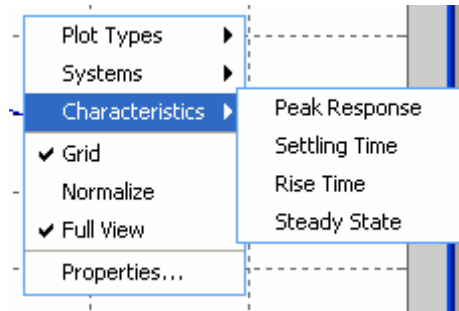 Plot Types
Systems
Characteristics
Grid
Normalize
Full View
Properties...
Peak Response
Settling Time
Rise Time
Steady State